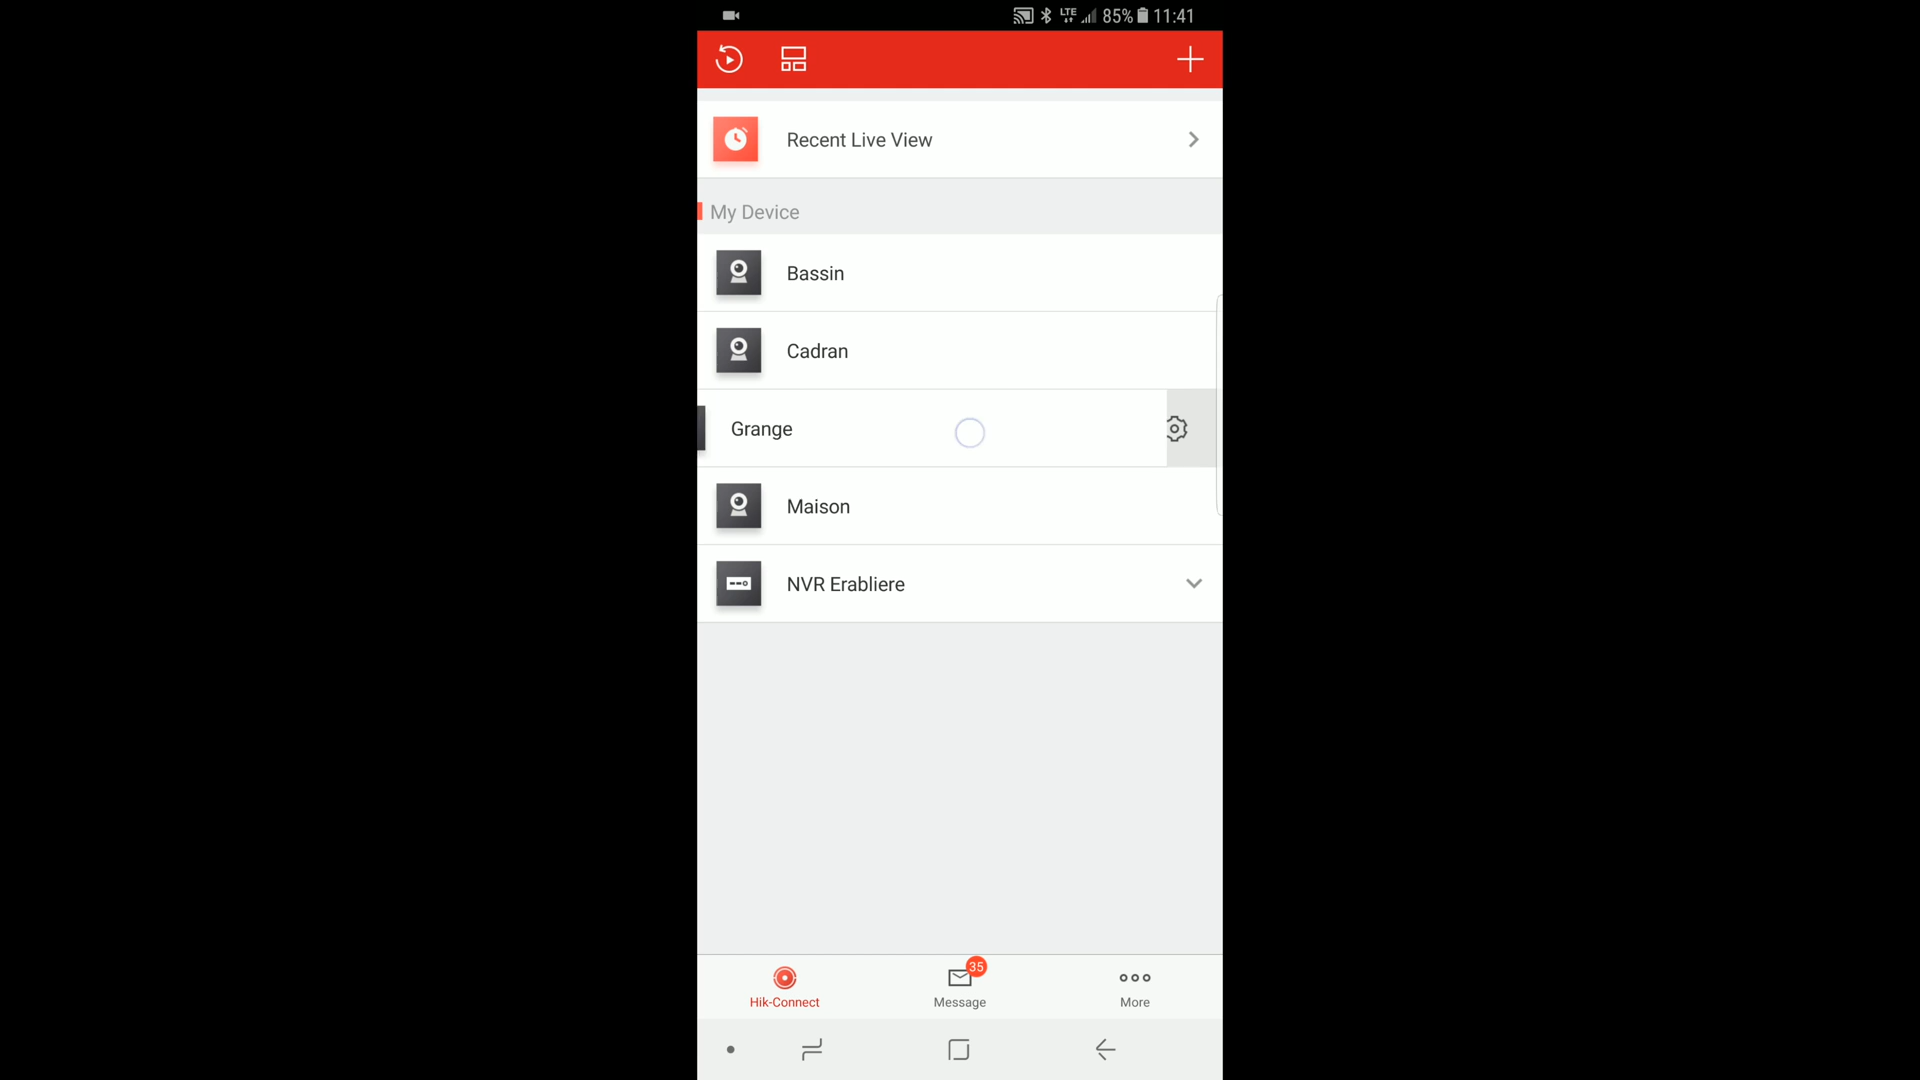 LTE 85% 11:41
Recent Live View
My Device
Bassin
Cadran
Grange
Maison
NVR Erabliere
35
Hik-Connect Message More